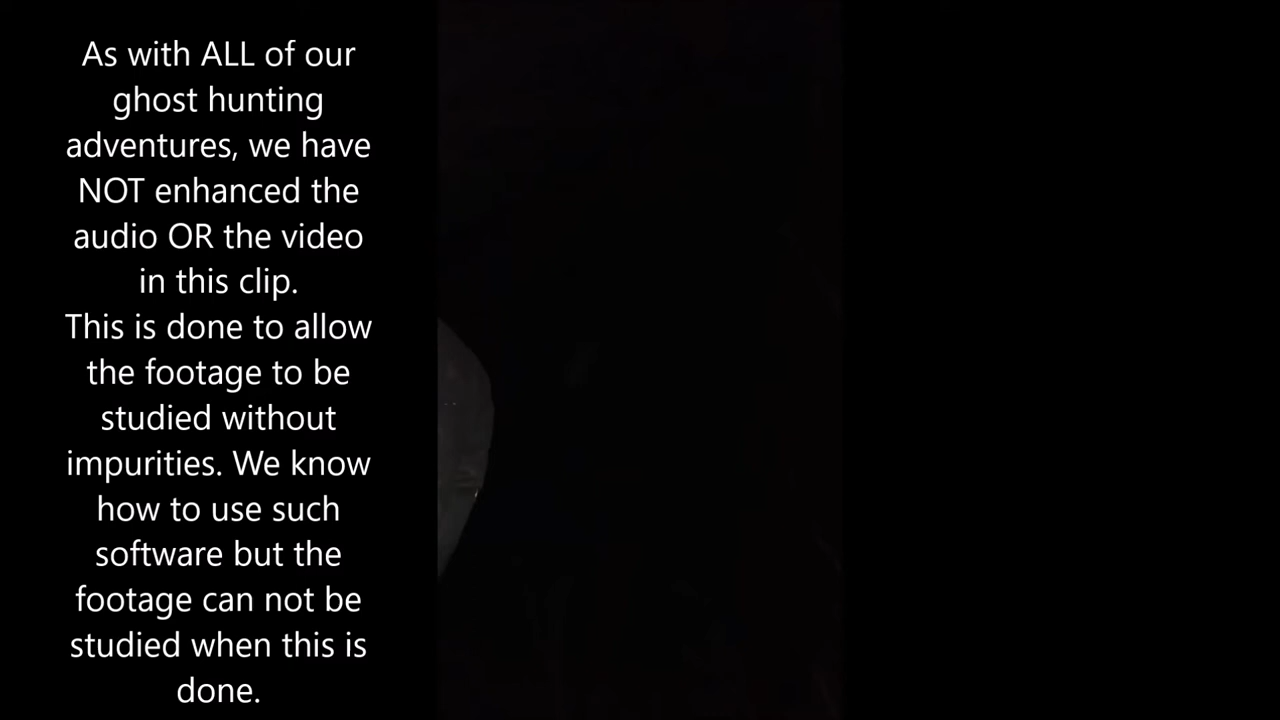 As with ALL of our
ghost hunting
adventures, we have
NOT enhanced the
audio OR the video
in this clip.
This is done to allow
the footage to be
studied without
impurities. We know
how to use such
software but the
footage can not be
studied when this is
done.